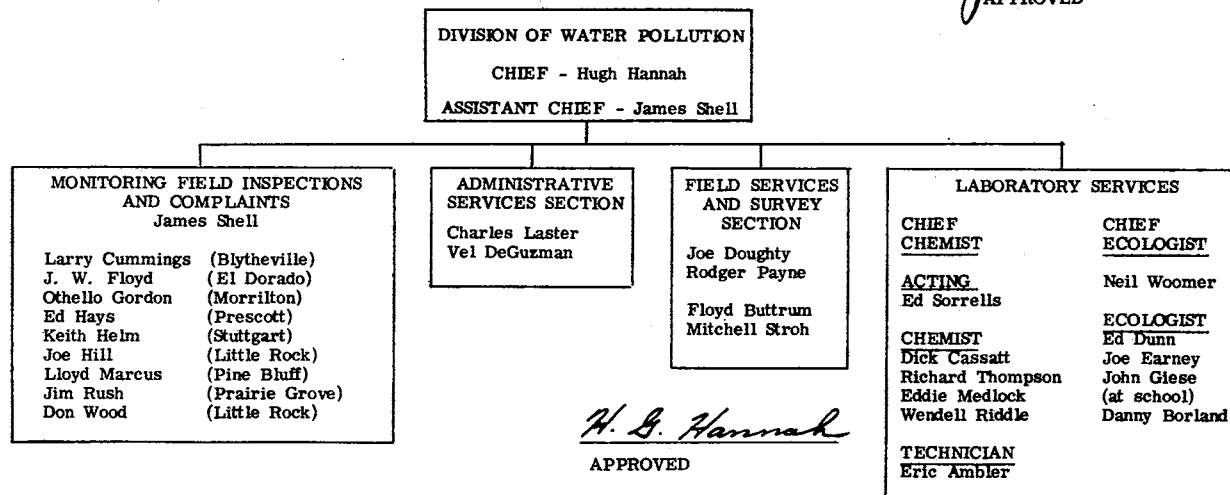 APPROVED
DIVISION OF WATER POLLUTION
CHIEF - Hugh Hannah
ASSISTANT CHIEF - James Shell
MONITORING FIELD INSPECTIONS
AND COMPLAINTS
James Shell
Larry Cummings (Blytheville)
J. W. Floyd (El Dorado)
Othello Gordon (Morrilton)
Ed Hays (Prescott)
Keith Helm (Stuttgart)
Joe Hill (Little Rock)
Lloyd Marcus (Pine Bluff)
Jim Rush (Prairie Grove)
Don Wood (Little Rock)
ADMINISTRATIVE
SERVICES SECTION
Charles Laster
Vel DeGuzman
FIELD SERVICES
AND SURVEY
SECTION
Joe Doughty
Rodger Payne
Floyd Buttrum
Mitchell Stroh
LABORATORY SERVICES
CHIEF
CHEMIST
ACTING
Ed Sorrells
CHEMIST
Dick Cassatt
Richard Thompson
Eddie Medlock
Wendell Riddle
TECHNICIAN
Eric Ambler
CHIEF
ECOLOGIST
Neil Woomer
ECOLOGIST
Ed Dunn
Joe Earney
John Giese
(at school)
Danny Borland
H. G. Hannah
APPROVED